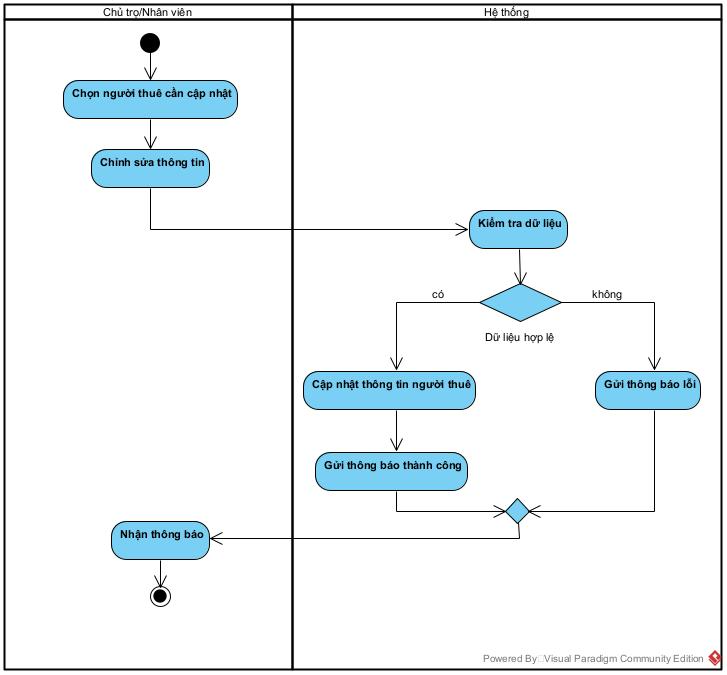 Chủ trọ/Nhân viên
Hệ thống
Chọn người thuê cần cập nhật
Chỉnh sửa thông tin
Kiểm tra dữ liệu
có
không
Dữ liệu hợp lệ
Cập nhật thông tin người thuê
Gửi thông báo lỗi
Gửi thông báo thành công
Nhận thông báo
Powered By Visual Paradigm Community Edition